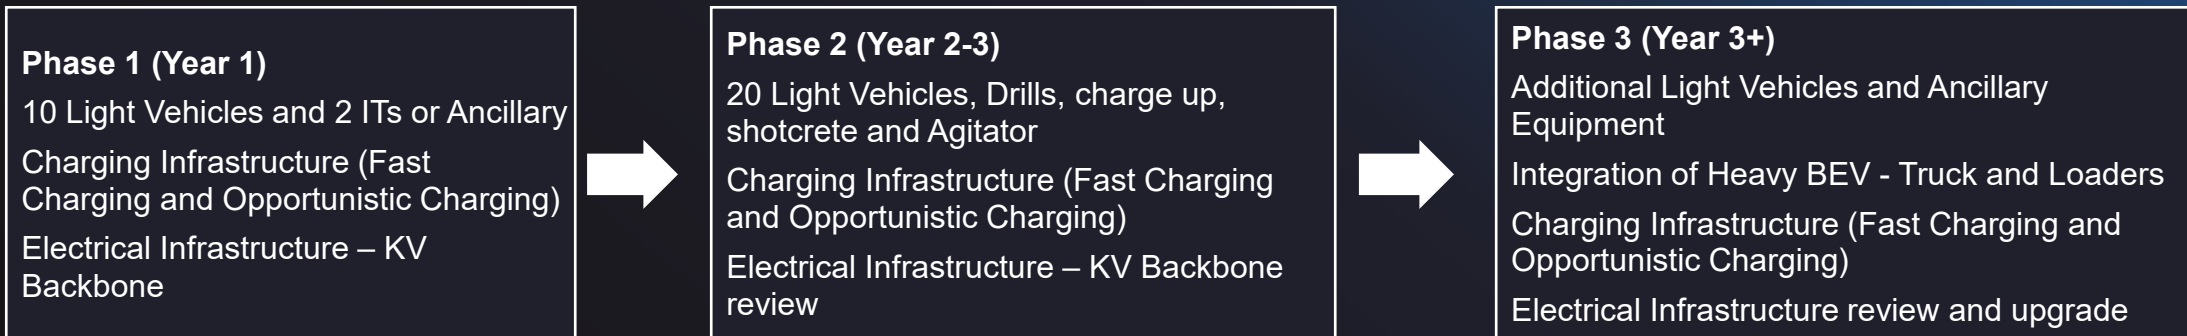 Phase 1 (Year 1)
10 Light Vehicles and 2 ITs or Ancillary
Charging Infrastructure (Fast
Charging and Opportunistic Charging)
Electrical Infrastructure – KV
Backbone
Phase 2 (Year 2-3)
20 Light Vehicles, Drills, charge up,
shotcrete and Agitator
Charging Infrastructure (Fast Charging
and Opportunistic Charging)
Electrical Infrastructure – KV Backbone
review
Phase 3 (Year 3+)
Additional Light Vehicles and Ancillary
Equipment
Integration of Heavy BEV - Truck and Loaders
Charging Infrastructure (Fast Charging and
Opportunistic Charging)
Electrical Infrastructure review and upgrade